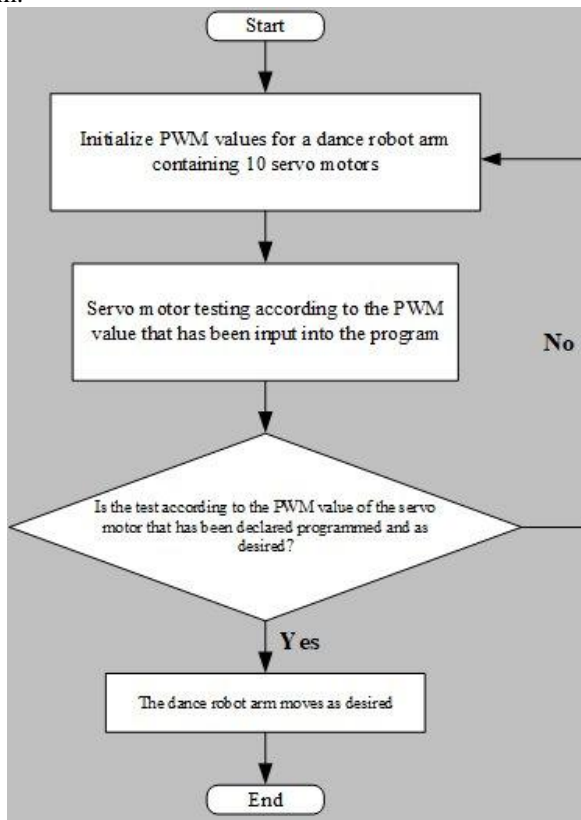 m.
Start
Initialize PWM values for a dance robot arm
containing 10 servo motors
Servo motor testing according to the PWM
value that has been input into the program
No
Is the test according to the PWM value of the servo
motor that has been declared programmed and as
desired?
Yes
The dance robot arm moves as desired
End